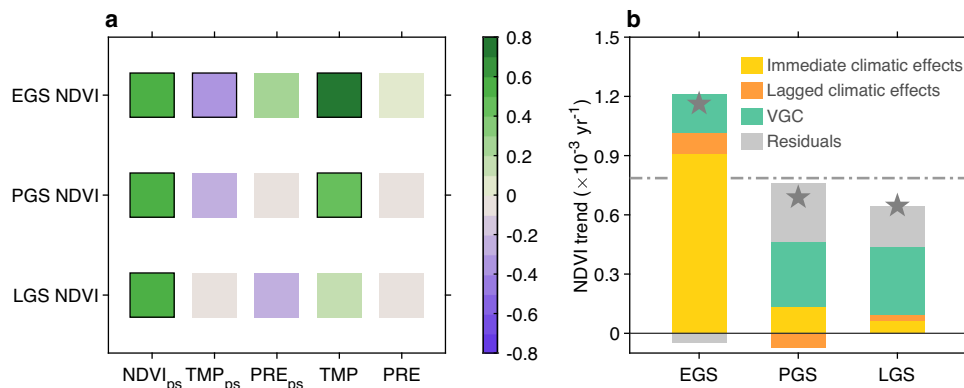 a
EGS NDVI
PGS NDVI
LGS NDVI
NDVIps
TMPps
PREps
TMP
PRE
0.8
0.6
0.4
0.2
0
-0.2
-0.4
-0.6
-0.8
b
NDVI trend (×10-3 yr-1)
1.5
1.2
0.9
0.6
0.3
0
Immediate climatic effects
Lagged climatic effects
VGC
Residuals
EGS
PGS
LGS